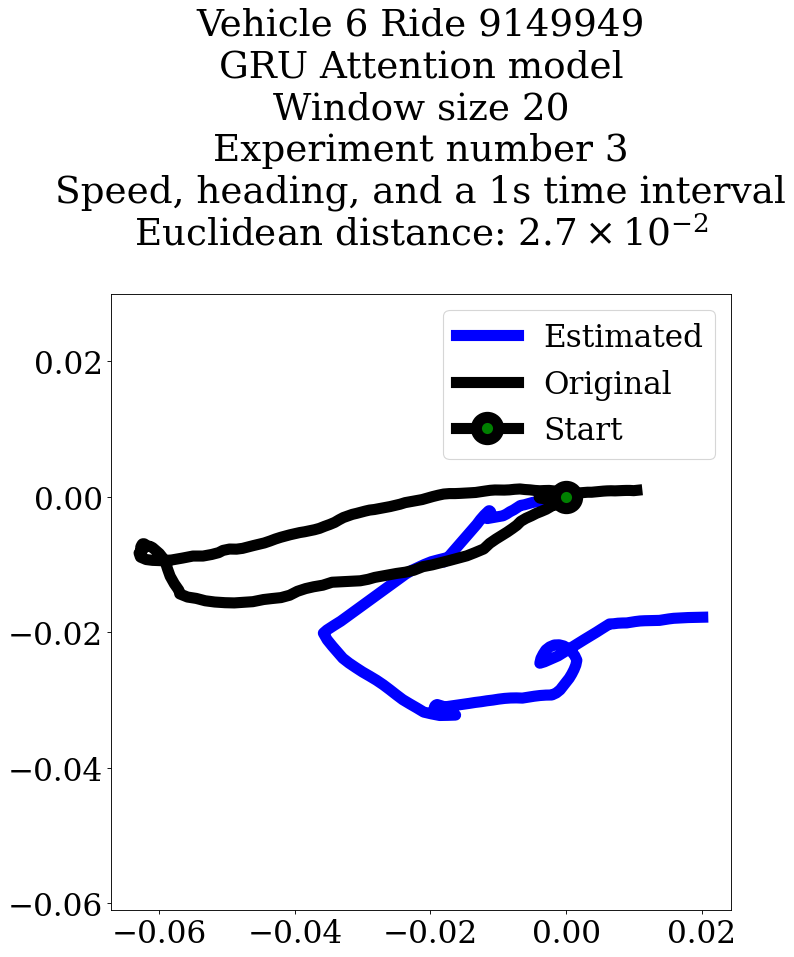 Vehicle 6 Ride 9149949
GRU Attention model
Window size 20
Experiment number 3
Speed, heading, and a 1s time interval
Euclidean distance: 2.7 × 10⁻²
Estimated
Original
Start
0.02
0.00
−0.02
−0.04
−0.06
−0.06 −0.04 −0.02 0.00 0.02